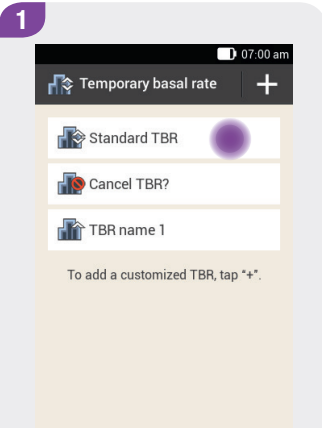 1
07:00 am
Temporary basal rate
Standard TBR
Cancel TBR?
TBR name 1
To add a customized TBR, tap “+”.